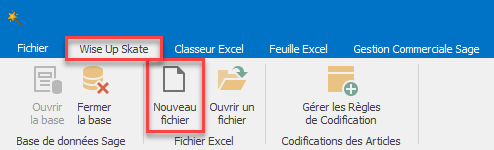 Fichier Wise Up Skate Classeur Excel Feuille Excel Gestion Commerciale Sage
Ouvrir la base
Fermer la base
Nouveau fichier
Ouvrir un fichier
Gérer les Règles de Codification
Base de données Sage Fichier Excel Codifications des Articles